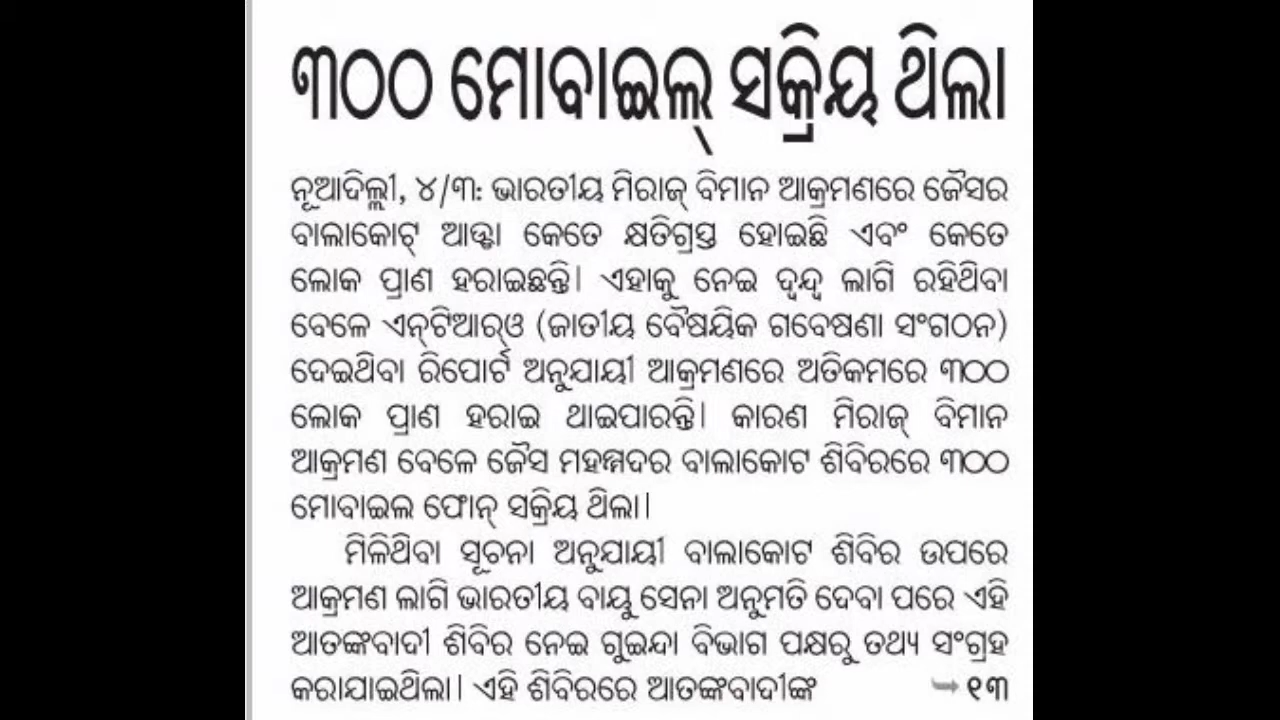 ୩୦୦ ମୋବାଇଲ୍ ସକ୍ରିୟ ଥିଲା
ନୂଆଦିଲ୍ଲୀ, ୪/୩: ଭାରତୀୟ ମିରାଜ୍ ବିମାନ ଆକ୍ରମଣରେ ଜୈସର
ବାଲାକୋଟ୍ ଆଡ୍ଡା କେତେ କ୍ଷତିଗ୍ରସ୍ତ ହୋଇଛି ଏବଂ କେତେ
ଲୋକ ପ୍ରାଣ ହରାଇଛନ୍ତି। ଏହାକୁ ନେଇ ଦ୍ୱନ୍ଦ୍ୱ ଲାଗି ରହିଥିବା
ବେଳେ ଏନ୍‌ଟିଆର୍‌ଓ (ଜାତୀୟ ବୈଷୟିକ ଗବେଷଣା ସଂଗଠନ)
ଦେଇଥିବା ରିପୋର୍ଟ ଅନୁଯାୟୀ ଆକ୍ରମଣରେ ଅତିକମରେ ୩୦୦
ଲୋକ ପ୍ରାଣ ହରାଇ ଥାଇପାରନ୍ତି। କାରଣ ମିରାଜ୍ ବିମାନ
ଆକ୍ରମଣ ବେଳେ ଜୈସ ମହମ୍ମଦର ବାଲାକୋଟ ଶିବିରରେ ୩୦୦
ମୋବାଇଲ ଫୋନ୍ ସକ୍ରିୟ ଥିଲା।
ମିଳିଥିବା ସୂଚନା ଅନୁଯାୟୀ ବାଲାକୋଟ ଶିବିର ଉପରେ
ଆକ୍ରମଣ ଲାଗି ଭାରତୀୟ ବାୟୁ ସେନା ଅନୁମତି ଦେବା ପରେ ଏହି
ଆତଙ୍କବାଦୀ ଶିବିର ନେଇ ଗୁଇନ୍ଦା ବିଭାଗ ପକ୍ଷରୁ ତଥ୍ୟ ସଂଗ୍ରହ
କରାଯାଇଥିଲା। ଏହି ଶିବିରରେ ଆତଙ୍କବାଦୀଙ୍କ ➥ ୧୩